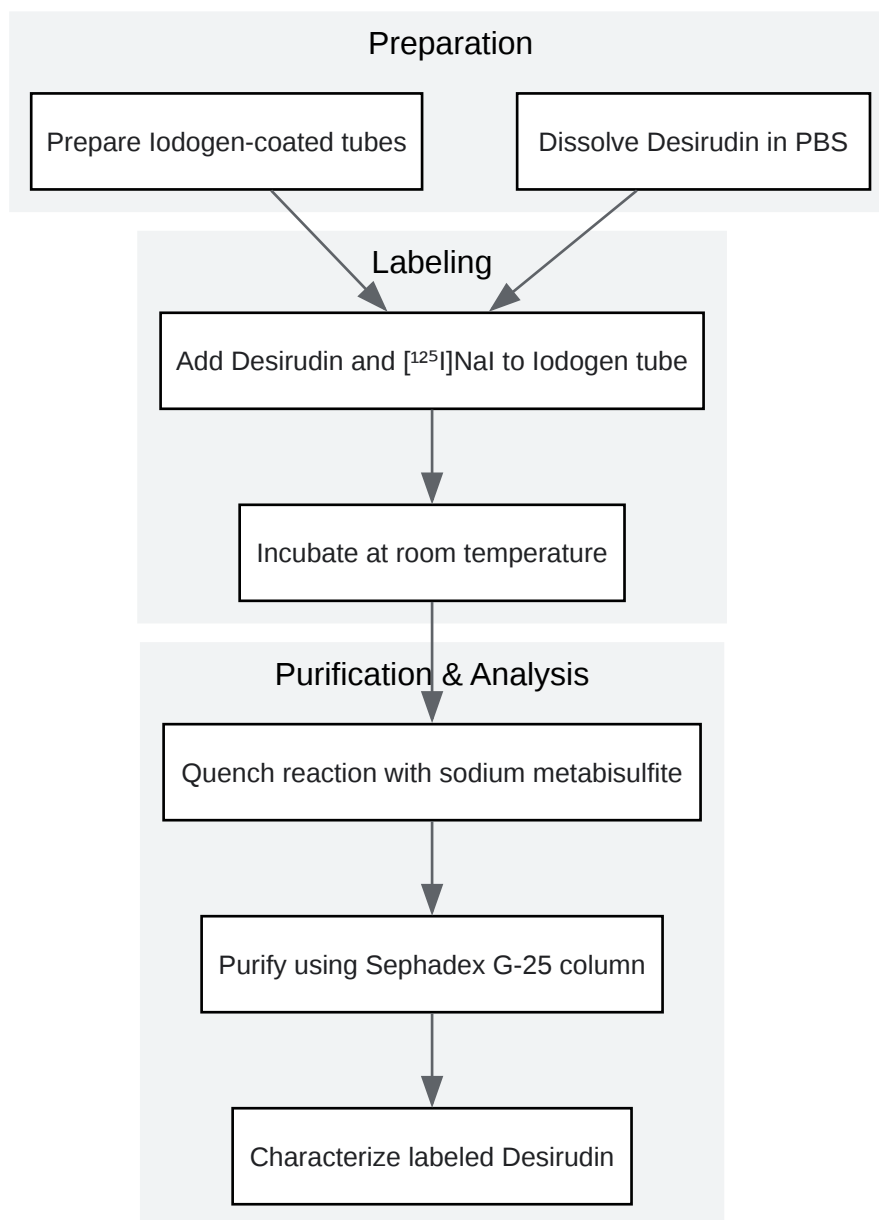 Preparation
Prepare Iodogen-coated tubes
Dissolve Desirudin in PBS
Labeling
Add Desirudin and [¹²⁵I]NaI to Iodogen tube
Incubate at room temperature
Purification & Analysis
Quench reaction with sodium metabisulfite
Purify using Sephadex G-25 column
Characterize labeled Desirudin